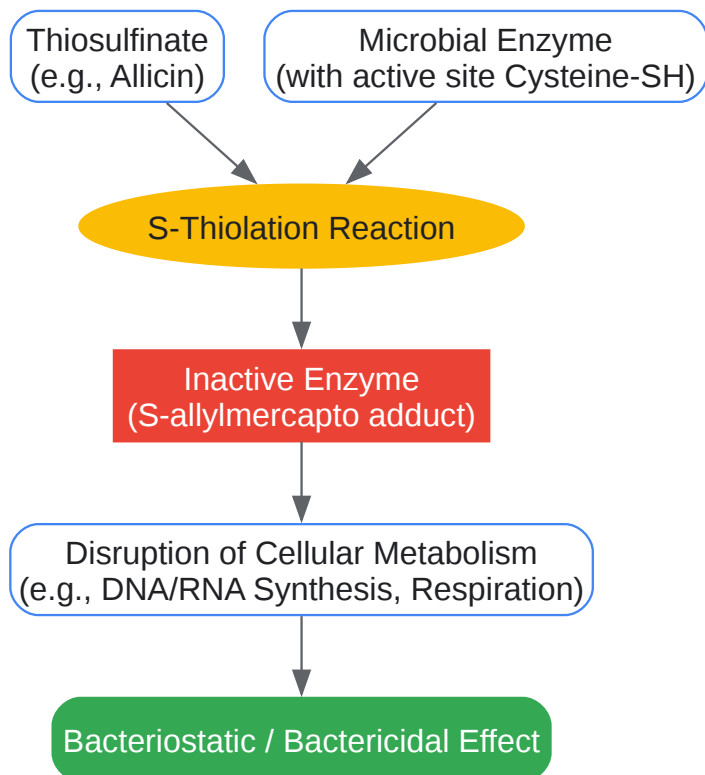 Thiosulfinate
(e.g., Allicin)
Microbial Enzyme
(with active site Cysteine-SH)
S-Thiolation Reaction
Inactive Enzyme
(S-allylmercapto adduct)
Disruption of Cellular Metabolism
(e.g., DNA/RNA Synthesis, Respiration)
Bacteriostatic / Bactericidal Effect